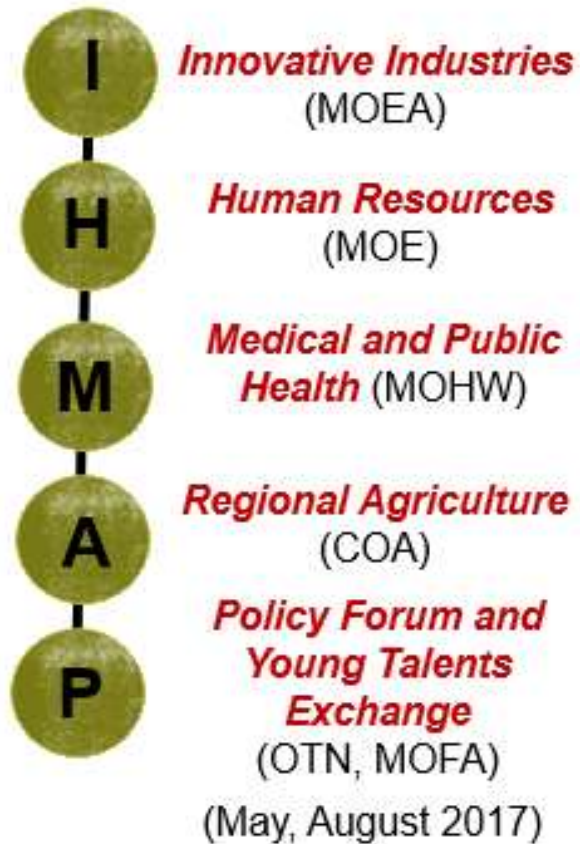 I
Innovative Industries
(MOEA)
H
Human Resources
(MOE)
M
Medical and Public
Health (MOHW)
A
Regional Agriculture
(COA)
P
Policy Forum and
Young Talents
Exchange
(OTN, MOFA)
(May, August 2017)